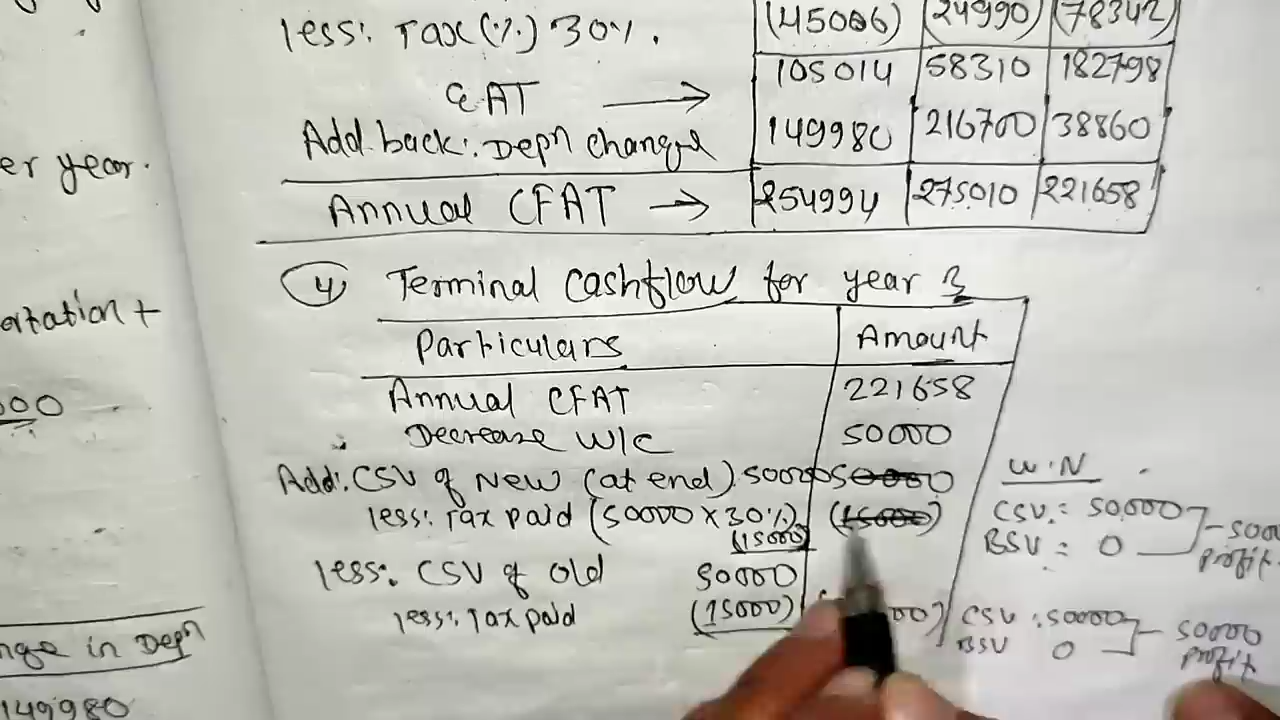 less: Tax (%) 30%. (45006) (24990) (78342)
EAT → 105014 58310 182798
Add back: Depn change 149980 216700 38860
er year.
Annual CFAT → 254994 275010 221658
4 Terminal cashflow for year 3
ortation +
Particulars Amount
Annual CFAT 221658
000
Decrease W/C 50000
Add: CSV of New (at end) 50000 50000
W.N
less: Tax paid (50000 x 30%) (15000)
(15000)
CSV: 50000
BSV: 0
profit
less: CSV of old 50000
less: Tax paid (15000)
CSV: 50000 50000
BSV 0 profit
nge in Depn
149980